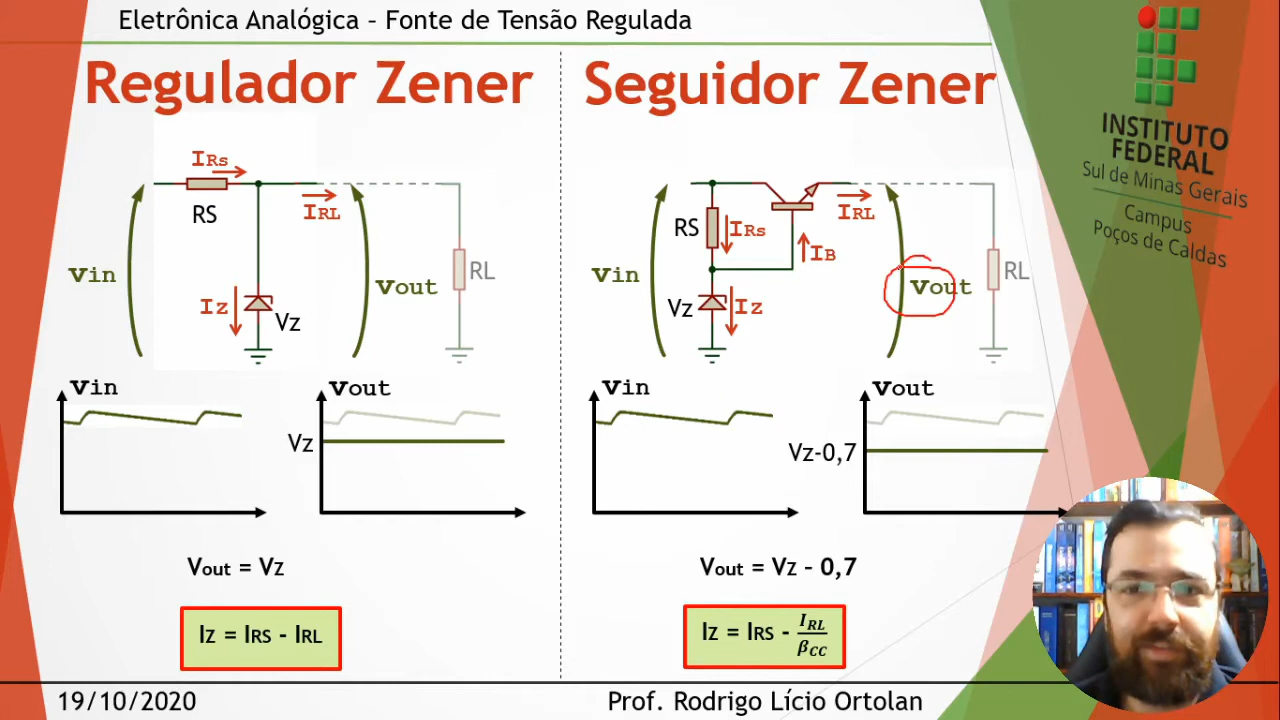 Eletrônica Analógica – Fonte de Tensão Regulada
Regulador Zener
IRs
RS
IRL
vin
Iz
Vz
vout
RL
vin
Vz
vout
Vout = Vz
Iz = IRS - IRL
Seguidor Zener
RS
IRs
IRL
IB
vin
Vz
Iz
vout
RL
vin
Vz-0,7
vout
Vout = Vz - 0,7
Iz = IRS - IRL/βCC
INSTITUTO
FEDERAL
Sul de Minas Gerais
Campus
Poços de Caldas
19/10/2020
Prof. Rodrigo Lício Ortolan